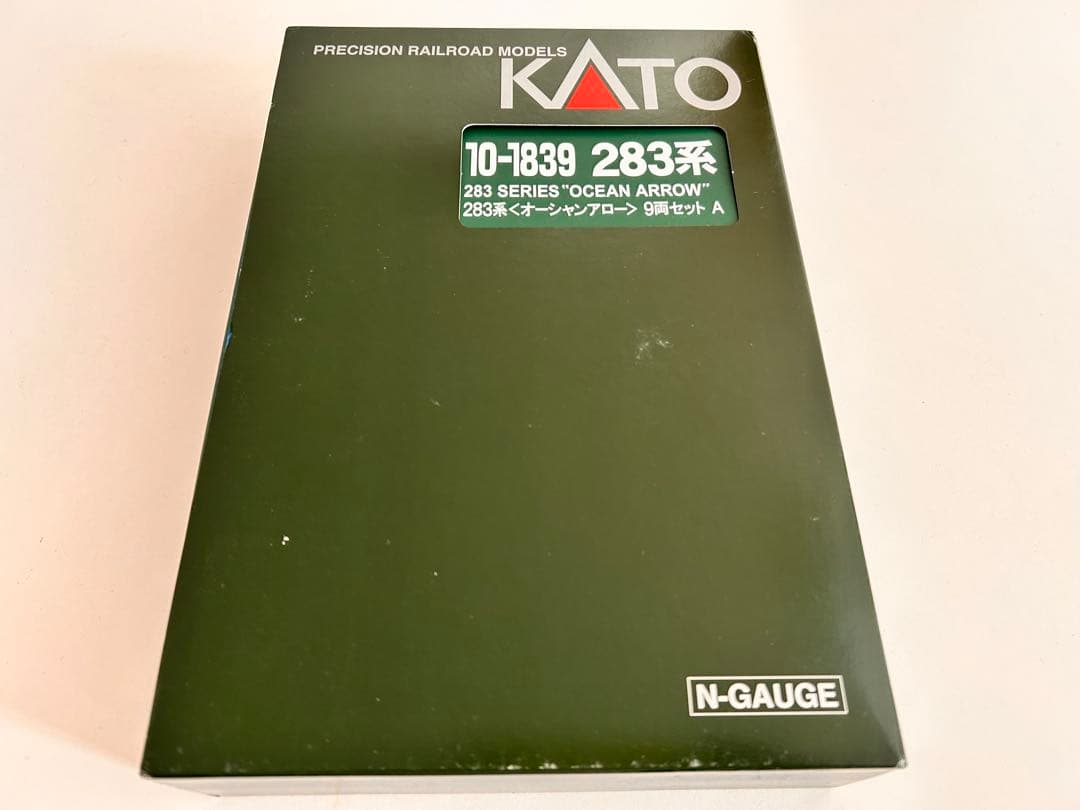 PRECISION RAILROAD MODELS
KATO
10-1839 283系
283 SERIES "OCEAN ARROW"
283系<オーシャンアロー> 9両セット A
N-GAUGE